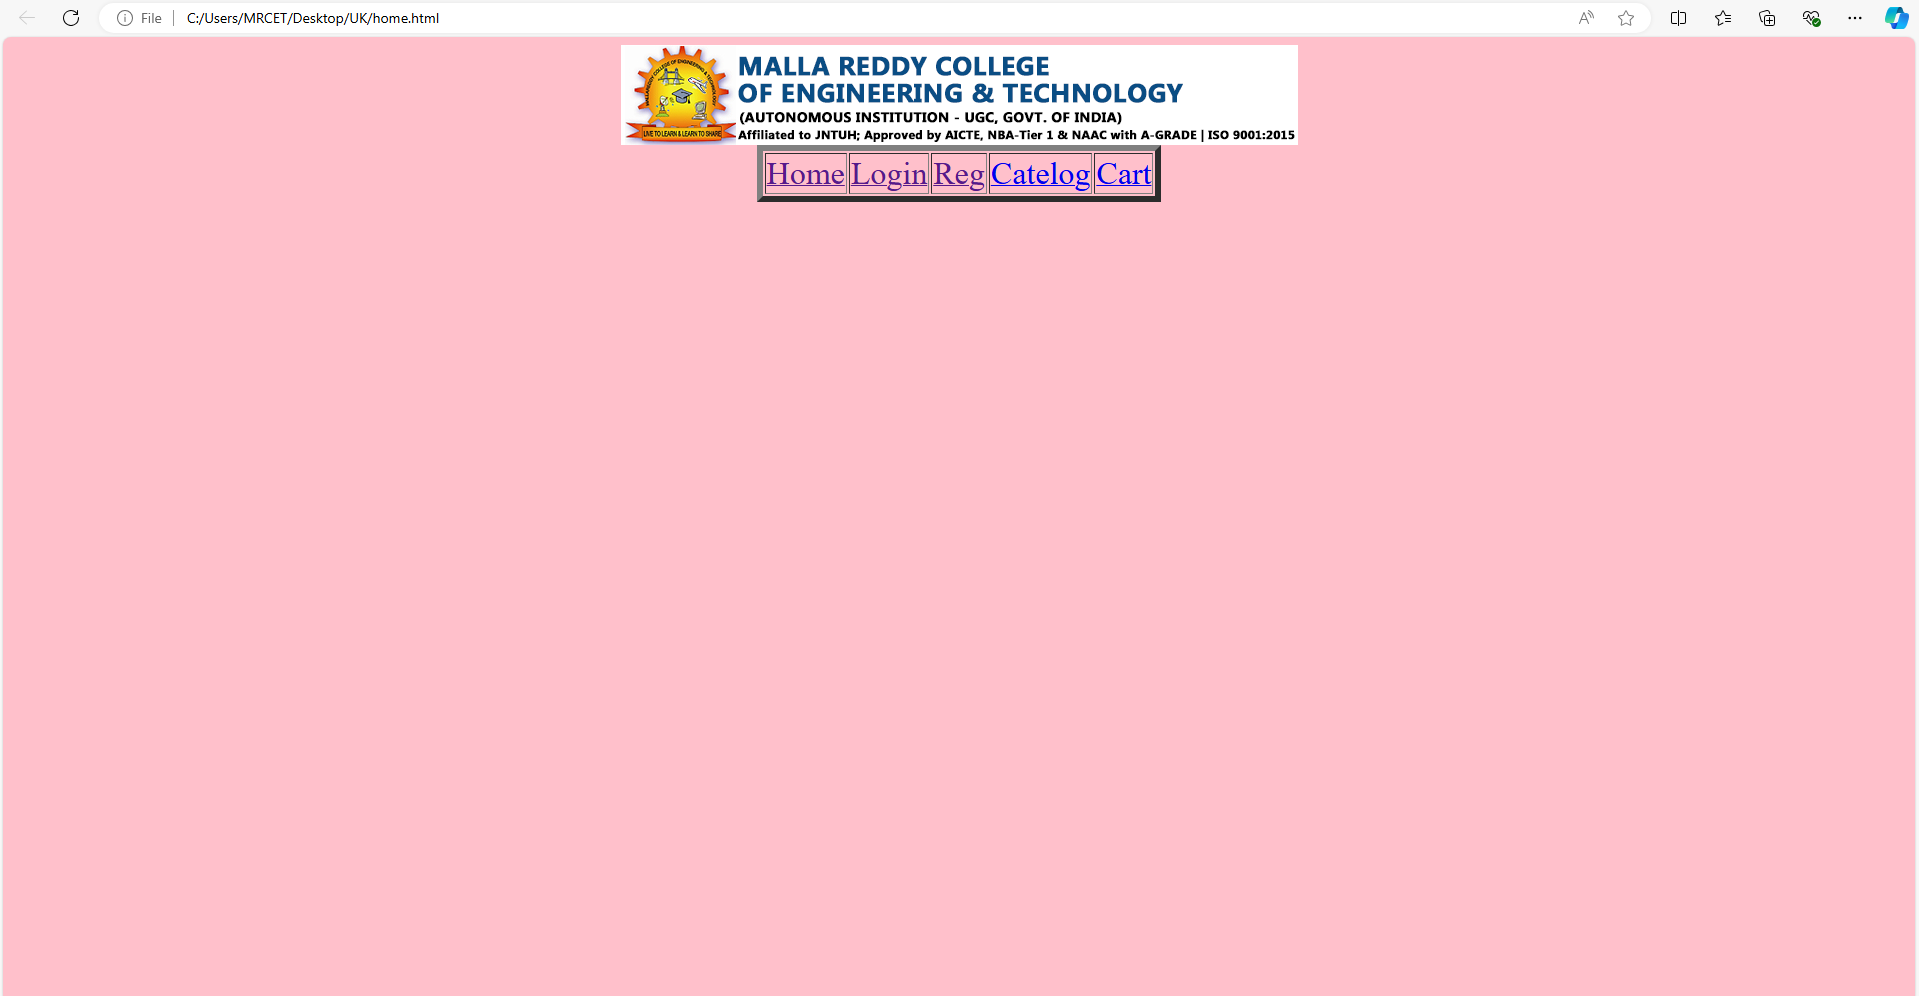 File C:/Users/MRCET/Desktop/UK/home.html
MALLA REDDY COLLEGE
OF ENGINEERING & TECHNOLOGY
(AUTONOMOUS INSTITUTION - UGC, GOVT. OF INDIA)
LIVE TO LEARN & LEARN TO SHARE
Affiliated to JNTUH; Approved by AICTE, NBA-Tier 1 & NAAC with A-GRADE | ISO 9001:2015
Home Login Reg Catelog Cart